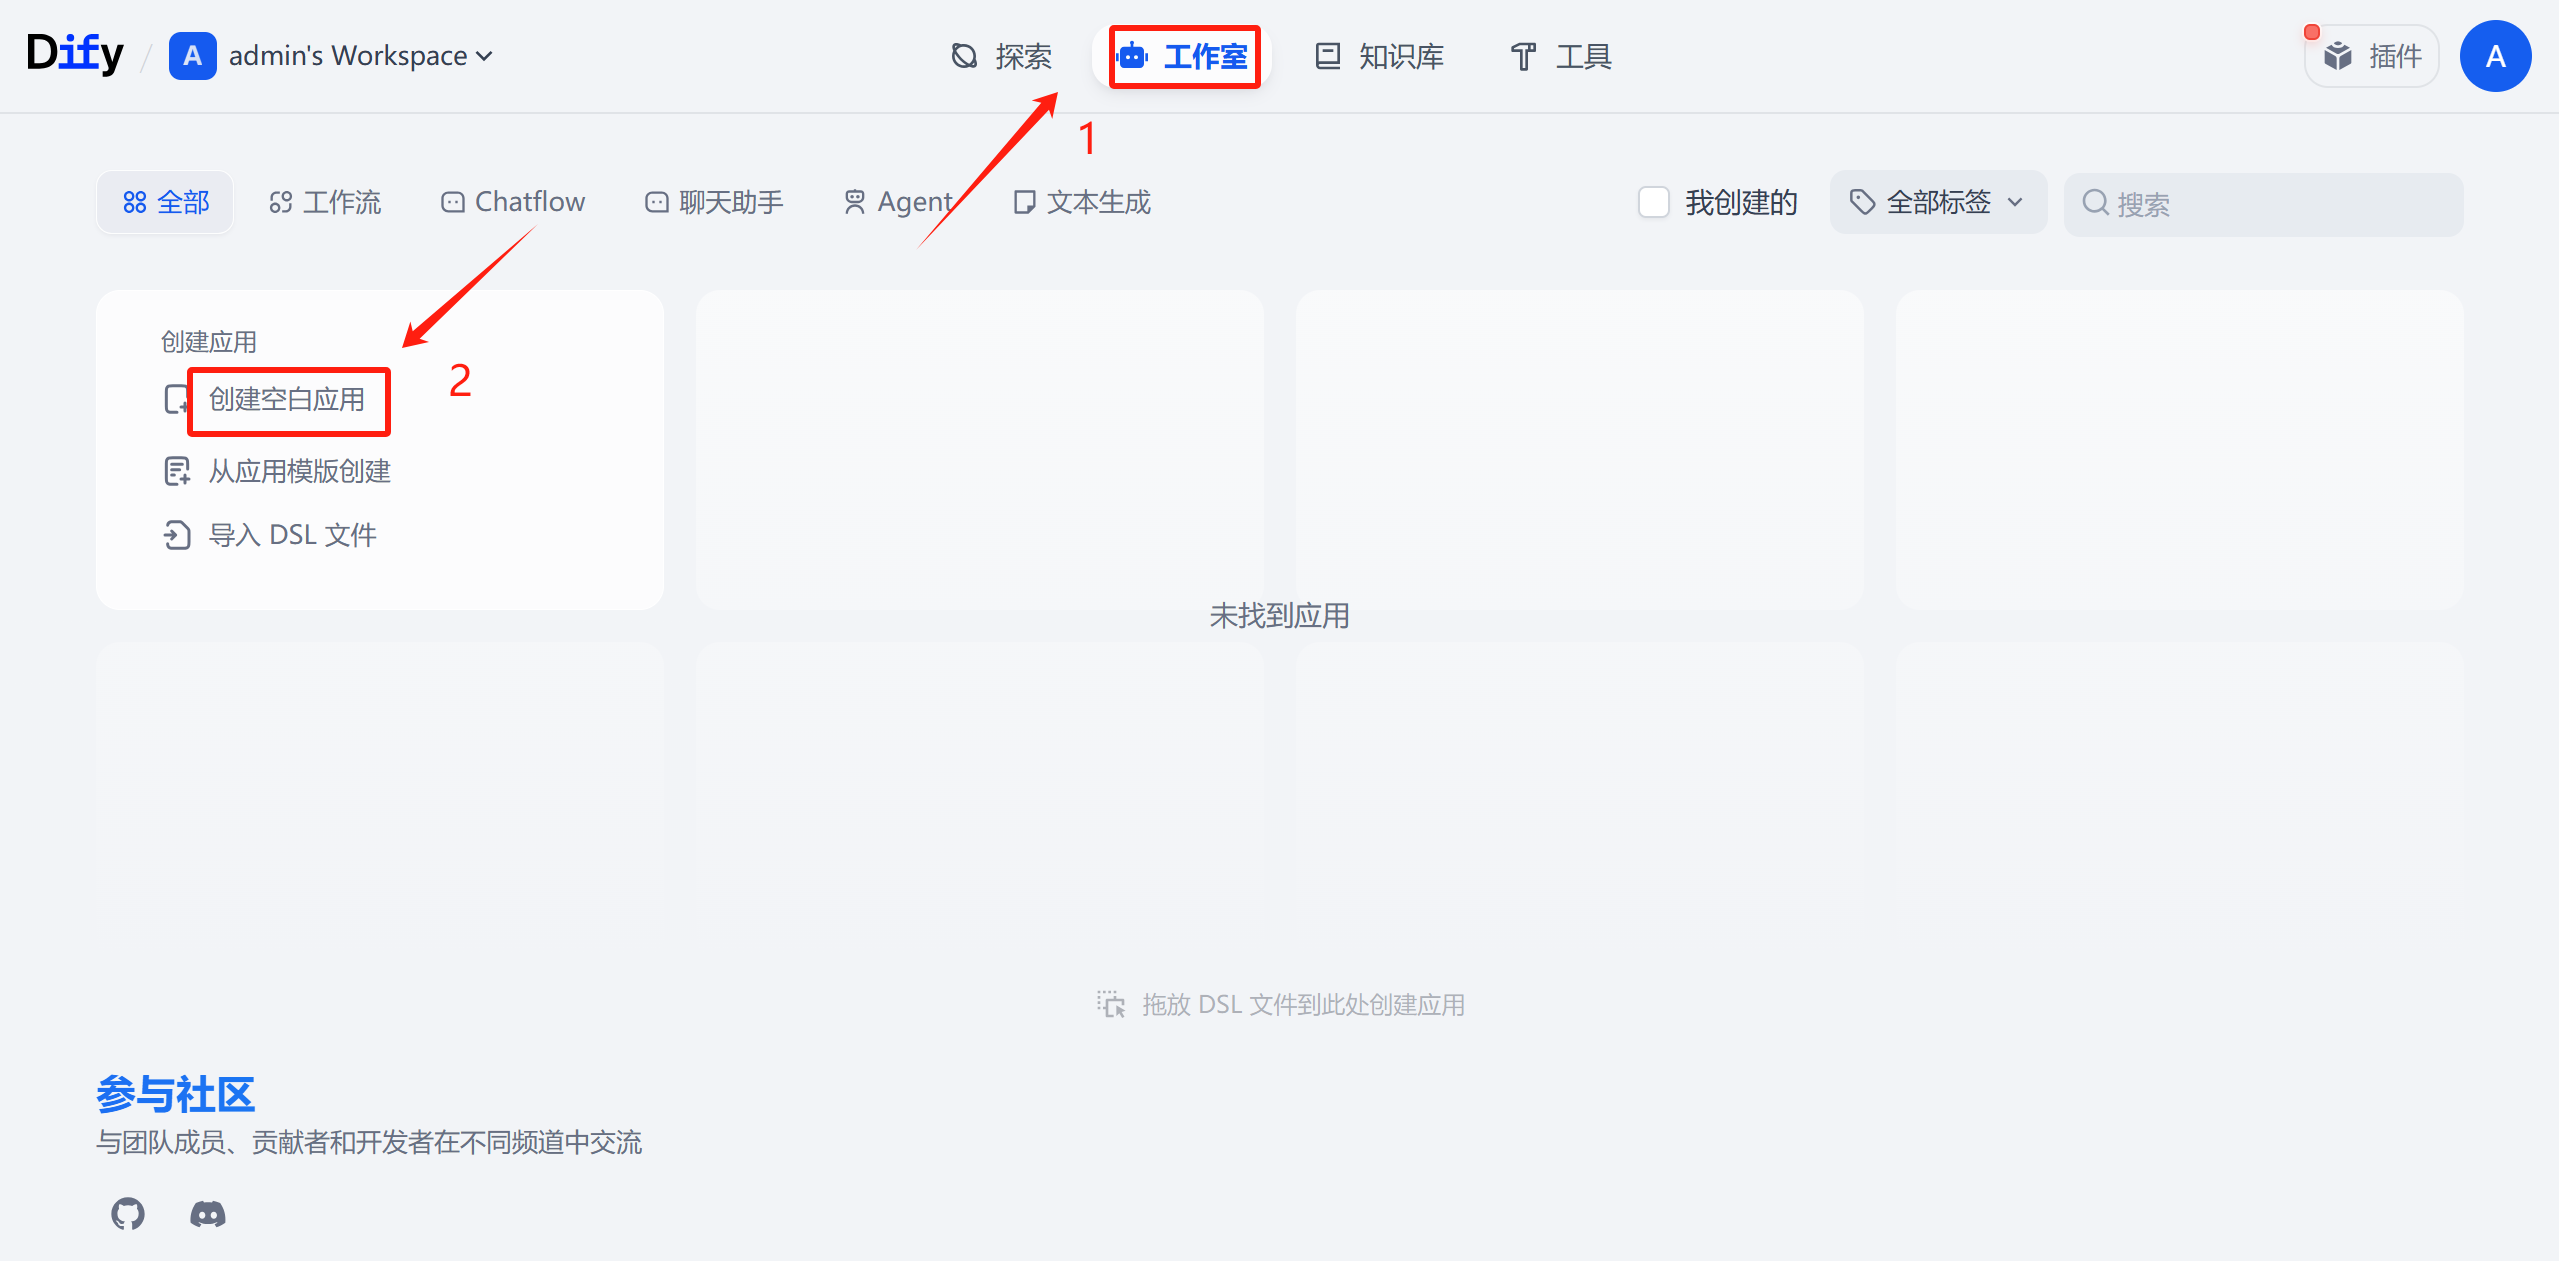 Dify / A admin's Workspace 探索 工作室 知识库 工具 插件 A
1
全部 工作流 Chatflow 聊天助手 Agent 文本生成 我创建的 全部标签 搜索
创建应用
创建空白应用
2
从应用模版创建
导入 DSL 文件
未找到应用
拖放 DSL 文件到此处创建应用
参与社区
与团队成员、贡献者和开发者在不同频道中交流